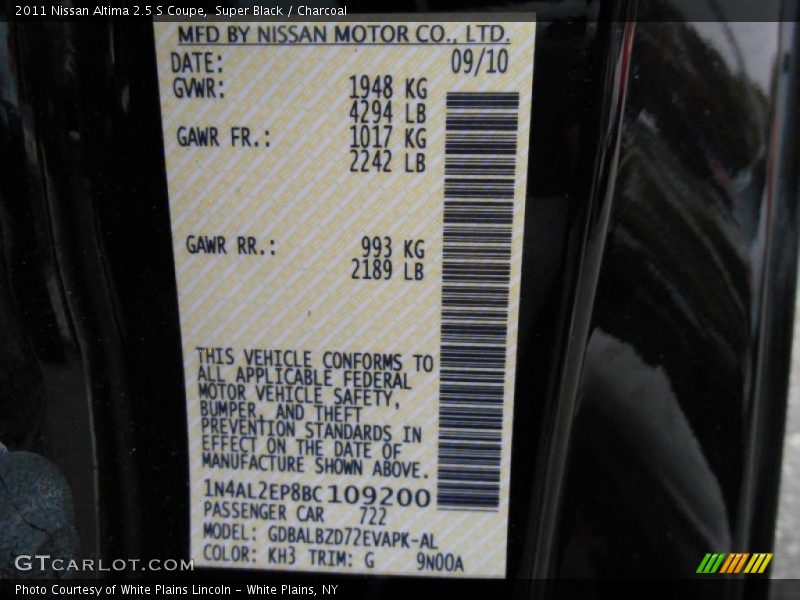 2011 Nissan Altima 2.5 S Coupe, Super Black / Charcoal
MFD BY NISSAN MOTOR CO., LTD.
DATE: 09/10
GVWR: 1948 KG
4294 LB
GAWR FR.: 1017 KG
2242 LB
GAWR RR.: 993 KG
2189 LB
THIS VEHICLE CONFORMS TO
ALL APPLICABLE FEDERAL
MOTOR VEHICLE SAFETY,
BUMPER, AND THEFT
PREVENTION STANDARDS IN
EFFECT ON THE DATE OF
MANUFACTURE SHOWN ABOVE.
1N4AL2EP8BC109200
PASSENGER CAR 722
MODEL: GDBALBZD72EVAPK-AL
COLOR: KH3 TRIM: G 9N00A
GTCARLOT.COM
Photo Courtesy of White Plains Lincoln - White Plains, NY